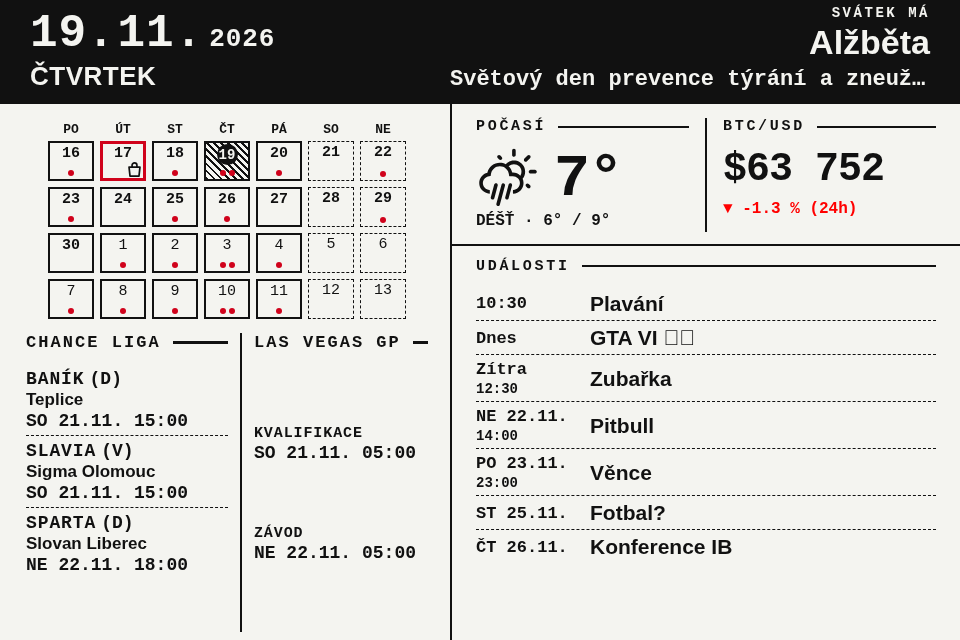 19.11. 2026
ČTVRTEK
SVÁTEK MÁ
Alžběta
Světový den prevence týrání a zneuž…
PO ÚT ST ČT PÁ SO NE
16 17 18 19 20 21 22
23 24 25 26 27 28 29
30 1 2 3 4 5 6
7 8 9 10 11 12 13
CHANCE LIGA
BANÍK (D)
Teplice
SO 21.11. 15:00
SLAVIA (V)
Sigma Olomouc
SO 21.11. 15:00
SPARTA (D)
Slovan Liberec
NE 22.11. 18:00
LAS VEGAS GP
KVALIFIKACE
SO 21.11. 05:00
ZÁVOD
NE 22.11. 05:00
POČASÍ
7°
DÉŠŤ · 6° / 9°
BTC/USD
$63 752
▼ -1.3 % (24h)
UDÁLOSTI
10:30 Plavání
Dnes GTA VI
Zítra
12:30
Zubařka
NE 22.11.
14:00
Pitbull
PO 23.11.
23:00
Věnce
ST 25.11. Fotbal?
ČT 26.11. Konference IB